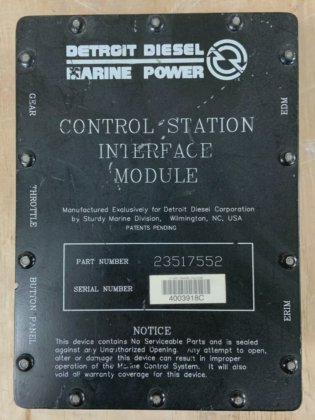 DETROIT DIESEL
MARINE POWER
GEAR
THROTTLE
BUTTON PANEL
EDM
ERIM
CONTROL STATION
INTERFACE
MODULE
Manufactured Exclusively for Detroit Diesel Corporation
by Sturdy Marine Division, Wilmington, NC, USA
PATENTS PENDING
PART NUMBER 23517552
SERIAL NUMBER 4003918C
NOTICE
This device contains No Serviceable Parts and is sealed
against any Unauthorized Opening. Any attempt to open,
alter or damage this device can result in improper
operation of the Marine Control System. It will also
void all warranty coverage for this device.